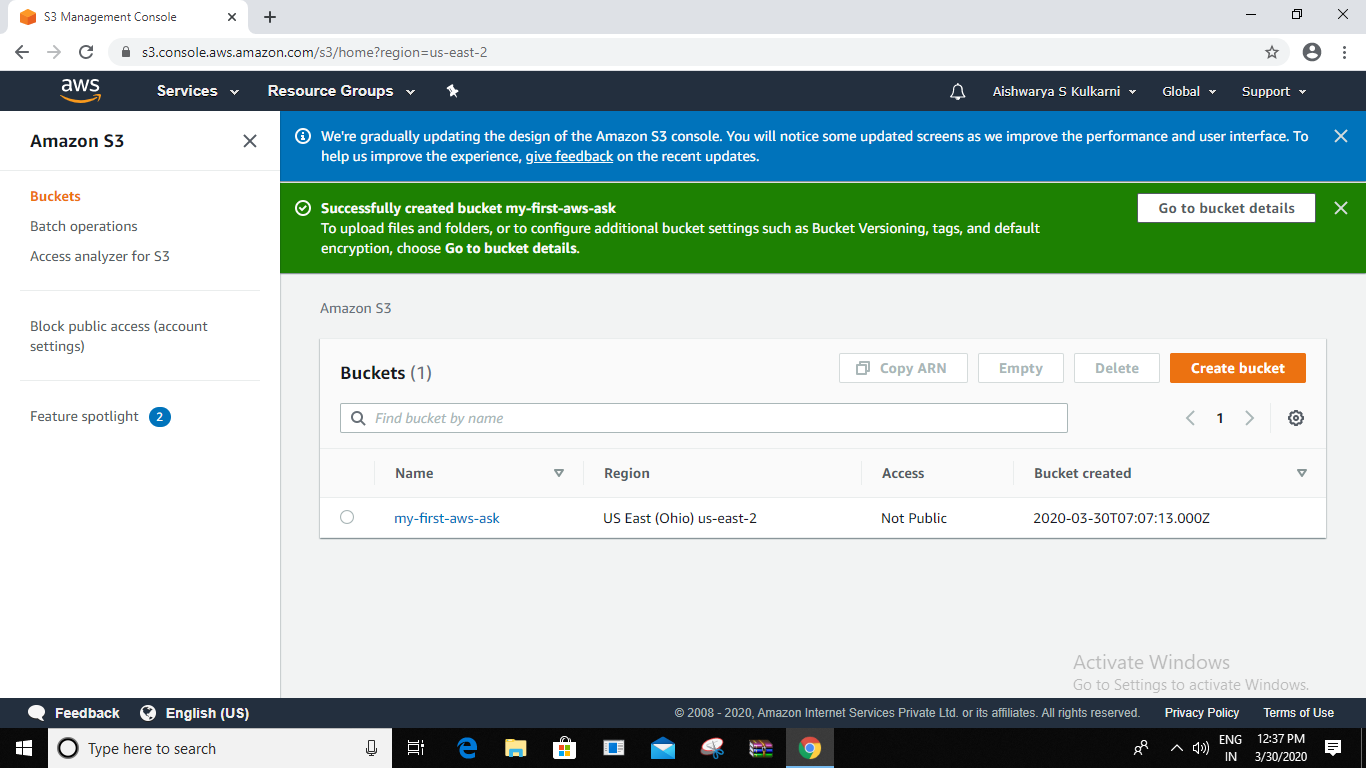 S3 Management Console
s3.console.aws.amazon.com/s3/home?region=us-east-2
aws
Services
Resource Groups
Aishwarya S Kulkarni
Global
Support
Amazon S3
We're gradually updating the design of the Amazon S3 console. You will notice some updated screens as we improve the performance and user interface. To
help us improve the experience, give feedback on the recent updates.
Buckets
Batch operations
Access analyzer for S3
Block public access (account
settings)
Feature spotlight 2
Successfully created bucket my-first-aws-ask
To upload files and folders, or to configure additional bucket settings such as Bucket Versioning, tags, and default
encryption, choose Go to bucket details.
Go to bucket details
Amazon S3
Buckets (1)
Copy ARN
Empty
Delete
Create bucket
Find bucket by name
1
Name
Region
Access
Bucket created
my-first-aws-ask
US East (Ohio) us-east-2
Not Public
2020-03-30T07:07:13.000Z
Activate Windows
Go to Settings to activate Windows.
Feedback
English (US)
© 2008 - 2020, Amazon Internet Services Private Ltd. or its affiliates. All rights reserved.
Privacy Policy
Terms of Use
Type here to search
ENG
IN
12:37 PM
3/30/2020